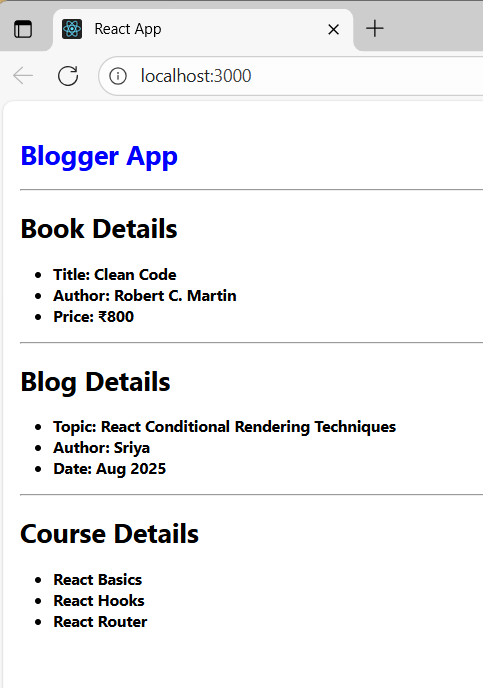 React App
localhost:3000
Blogger App
Book Details
Title: Clean Code
Author: Robert C. Martin
Price: ₹800
Blog Details
Topic: React Conditional Rendering Techniques
Author: Sriya
Date: Aug 2025
Course Details
React Basics
React Hooks
React Router